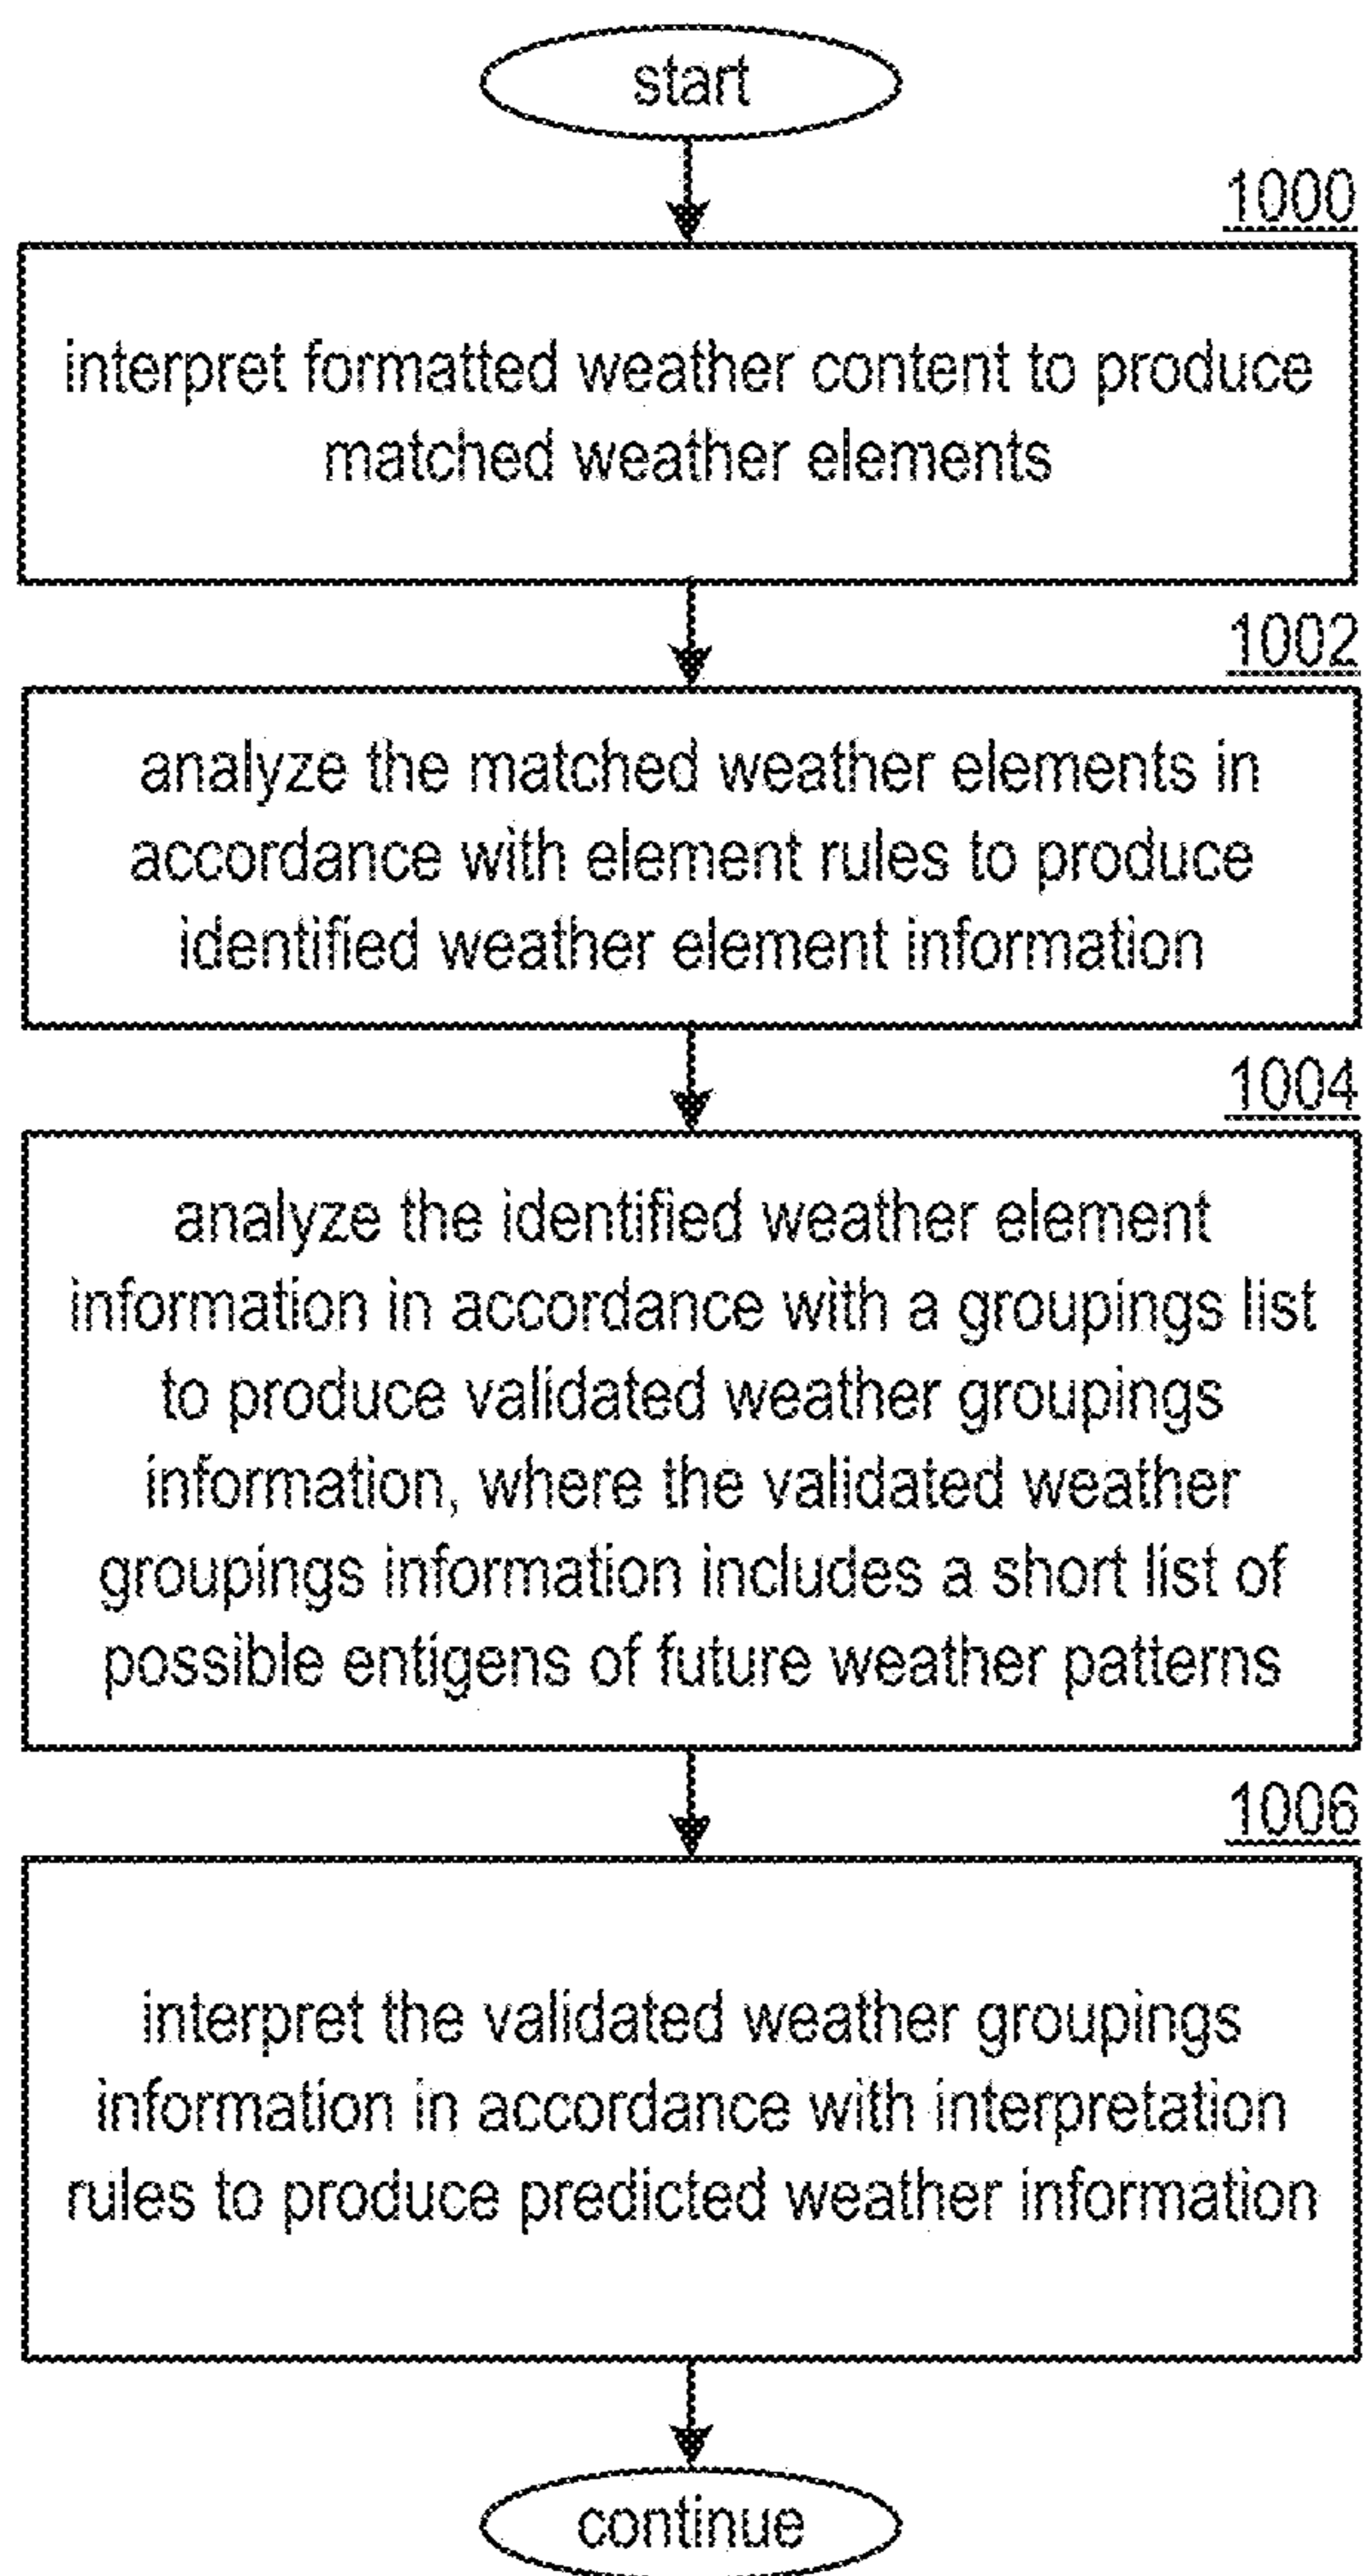 start
1000
interpret formatted weather content to produce
matched weather elements
1002
analyze the matched weather elements in
accordance with element rules to produce
identified weather element information
1004
analyze the identified weather element
information in accordance with a groupings list
to produce validated weather groupings
information, where the validated weather
groupings information includes a short list of
possible entigens of future weather patterns
1006
interpret the validated weather groupings
information in accordance with interpretation
rules to produce predicted weather information
continue